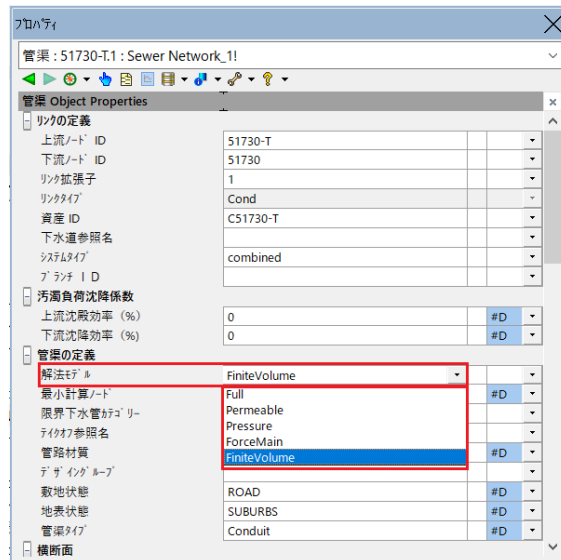 ﾌﾟﾛﾊﾟﾃｨ
管渠 : 51730-T.1 : Sewer Network_1!
管渠 Object Properties
ﾘﾝｸの定義
上流ﾉｰﾄﾞ ID 51730-T
下流ﾉｰﾄﾞ ID 51730
ﾘﾝｸ拡張子 1
ﾘﾝｸﾀｲﾌﾟ Cond
資産 ID C51730-T
下水道参照名
ｼｽﾃﾑﾀｲﾌﾟ combined
ﾌﾞﾗﾝﾁ ＩＤ
汚濁負荷沈降係数
上流沈殿効率（%） 0 #D
下流沈降効率（%） 0 #D
管渠の定義
解法ﾓﾃﾞﾙ FiniteVolume
最小計算ﾉｰﾄﾞ Full #D
限界下水管ｶﾃｺﾞﾘｰ Permeable
ﾃｲｸｵﾌ参照名 Pressure
管路材質 ForceMain #D
ﾃﾞｻﾞｲﾝｸﾞﾙｰﾌﾟ FiniteVolume
敷地状態 ROAD #D
地表状態 SUBURBS #D
管渠ﾀｲﾌﾟ Conduit #D
横断面